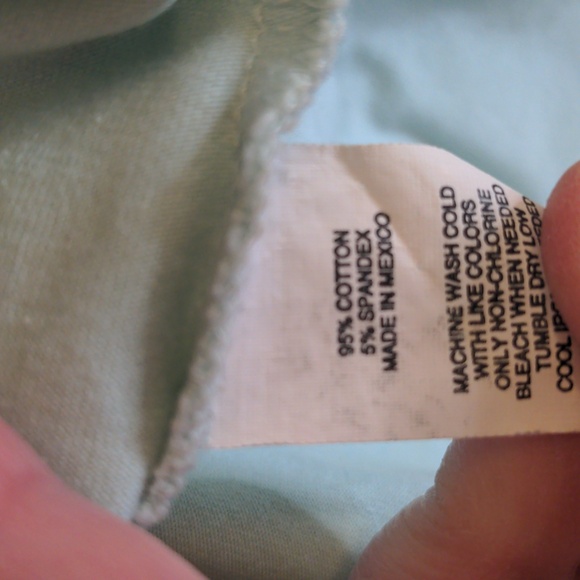 95% COTTON
5% SPANDEX
MADE IN MEXICO
MACHINE WASH COLD
WITH LIKE COLORS
ONLY NON-CHLORINE
BLEACH WHEN NEEDED
TUMBLE DRY LOW
COOL